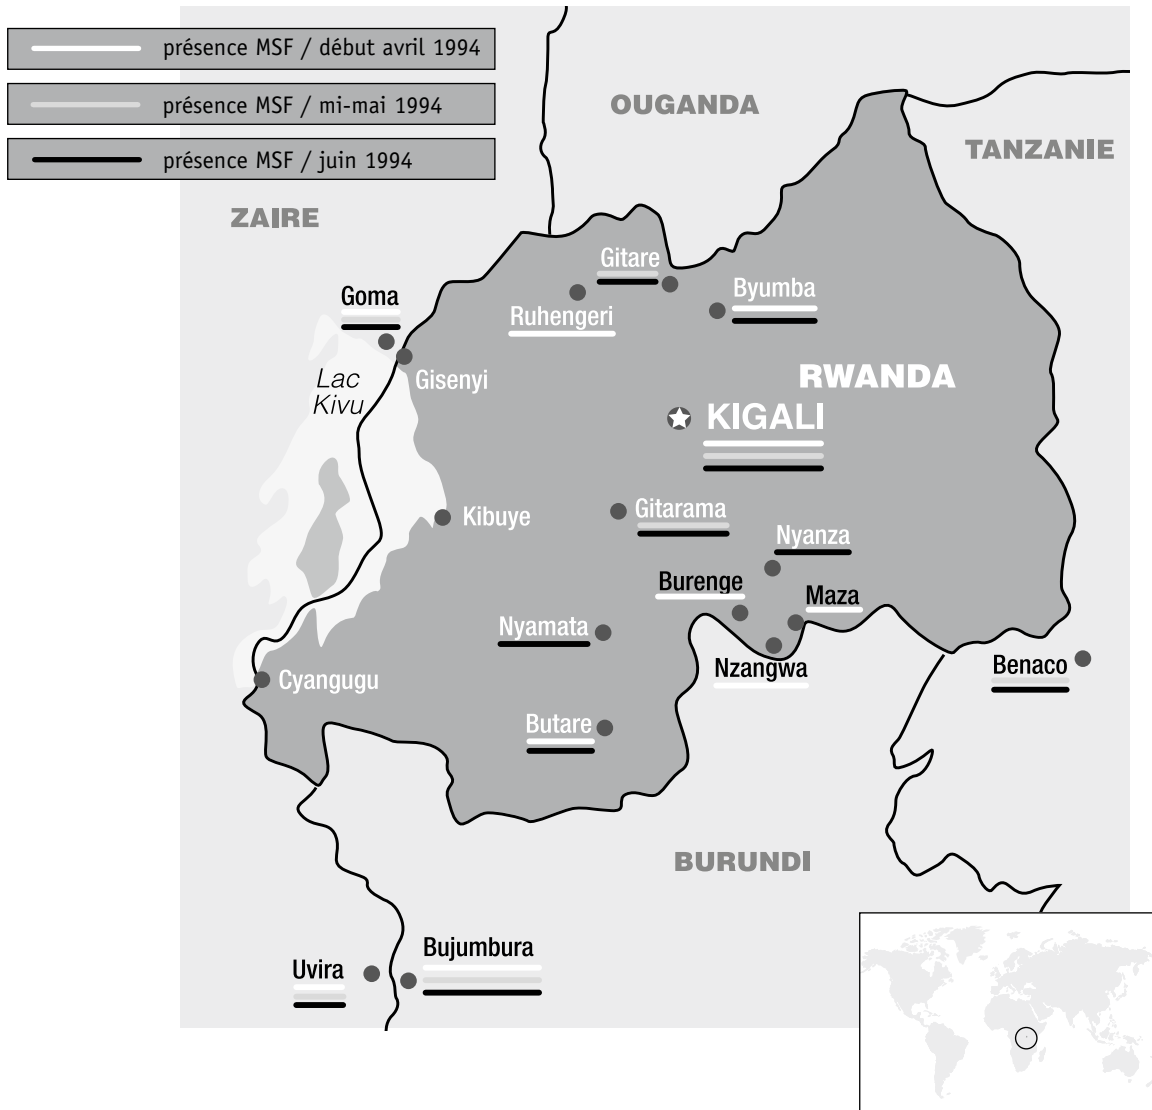 présence MSF / début avril 1994
présence MSF / mi-mai 1994
présence MSF / juin 1994
OUGANDA
TANZANIE
ZAIRE
Gitare
Byumba
Goma
Ruhengeri
RWANDA
Gisenyi
Lac
Kivu
KIGALI
Gitarama
Kibuye
Nyanza
Burenge
Maza
Nyamata
Nzangwa
Benaco
Cyangugu
Butare
BURUNDI
Bujumbura
Uvira